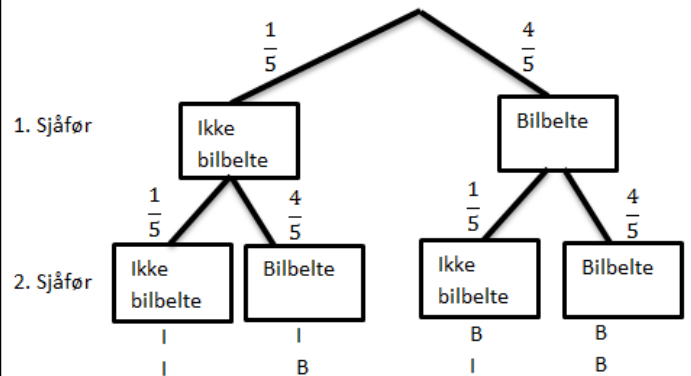 1/5 4/5
1. Sjåfør
Ikke
bilbelte
Bilbelte
1/5 4/5 1/5 4/5
2. Sjåfør
Ikke
bilbelte
Bilbelte
Ikke
bilbelte
Bilbelte
I I B B
I B I B